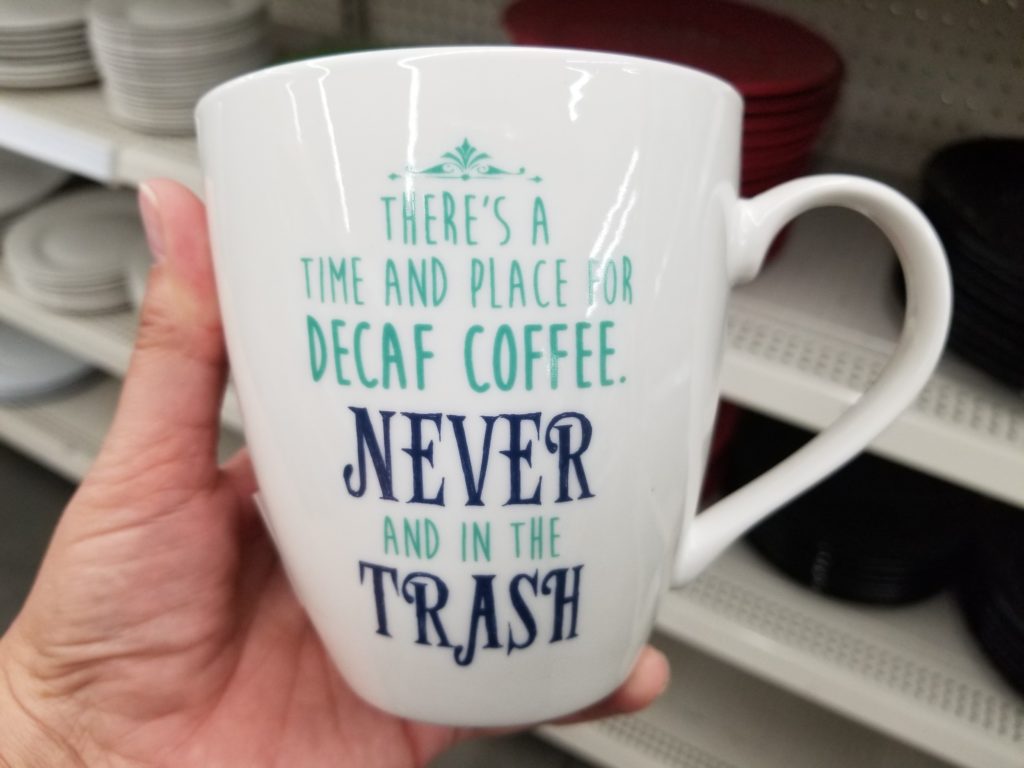 THERE'S A
TIME AND PLACE FOR
DECAF COFFEE.
NEVER
AND IN THE
TRASH